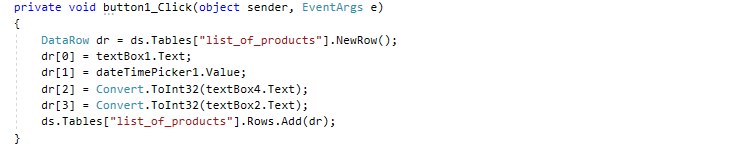 private void button1_Click(object sender, EventArgs e)
{
DataRow dr = ds.Tables["list_of_products"].NewRow();
dr[0] = textBox1.Text;
dr[1] = dateTimePicker1.Value;
dr[2] = Convert.ToInt32(textBox4.Text);
dr[3] = Convert.ToInt32(textBox2.Text);
ds.Tables["list_of_products"].Rows.Add(dr);
}